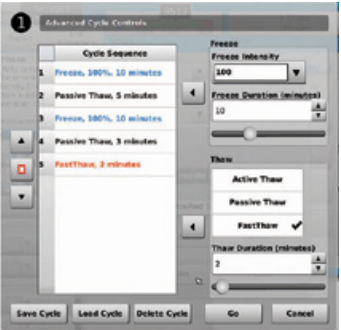 1 Advanced Cycle Controls
Cycle Sequence
1 Freeze, 100%, 10 minutes
2 Passive Thaw, 5 minutes
3 Freeze, 100%, 10 minutes
4 Passive Thaw, 3 minutes
5 FastThaw, 2 minutes
Freeze
Freeze Intensity
100
Freeze Duration (minutes)
10
Thaw
Active Thaw
Passive Thaw
FastThaw
Thaw Duration (minutes)
2
Save Cycle Load Cycle Delete Cycle Go Cancel